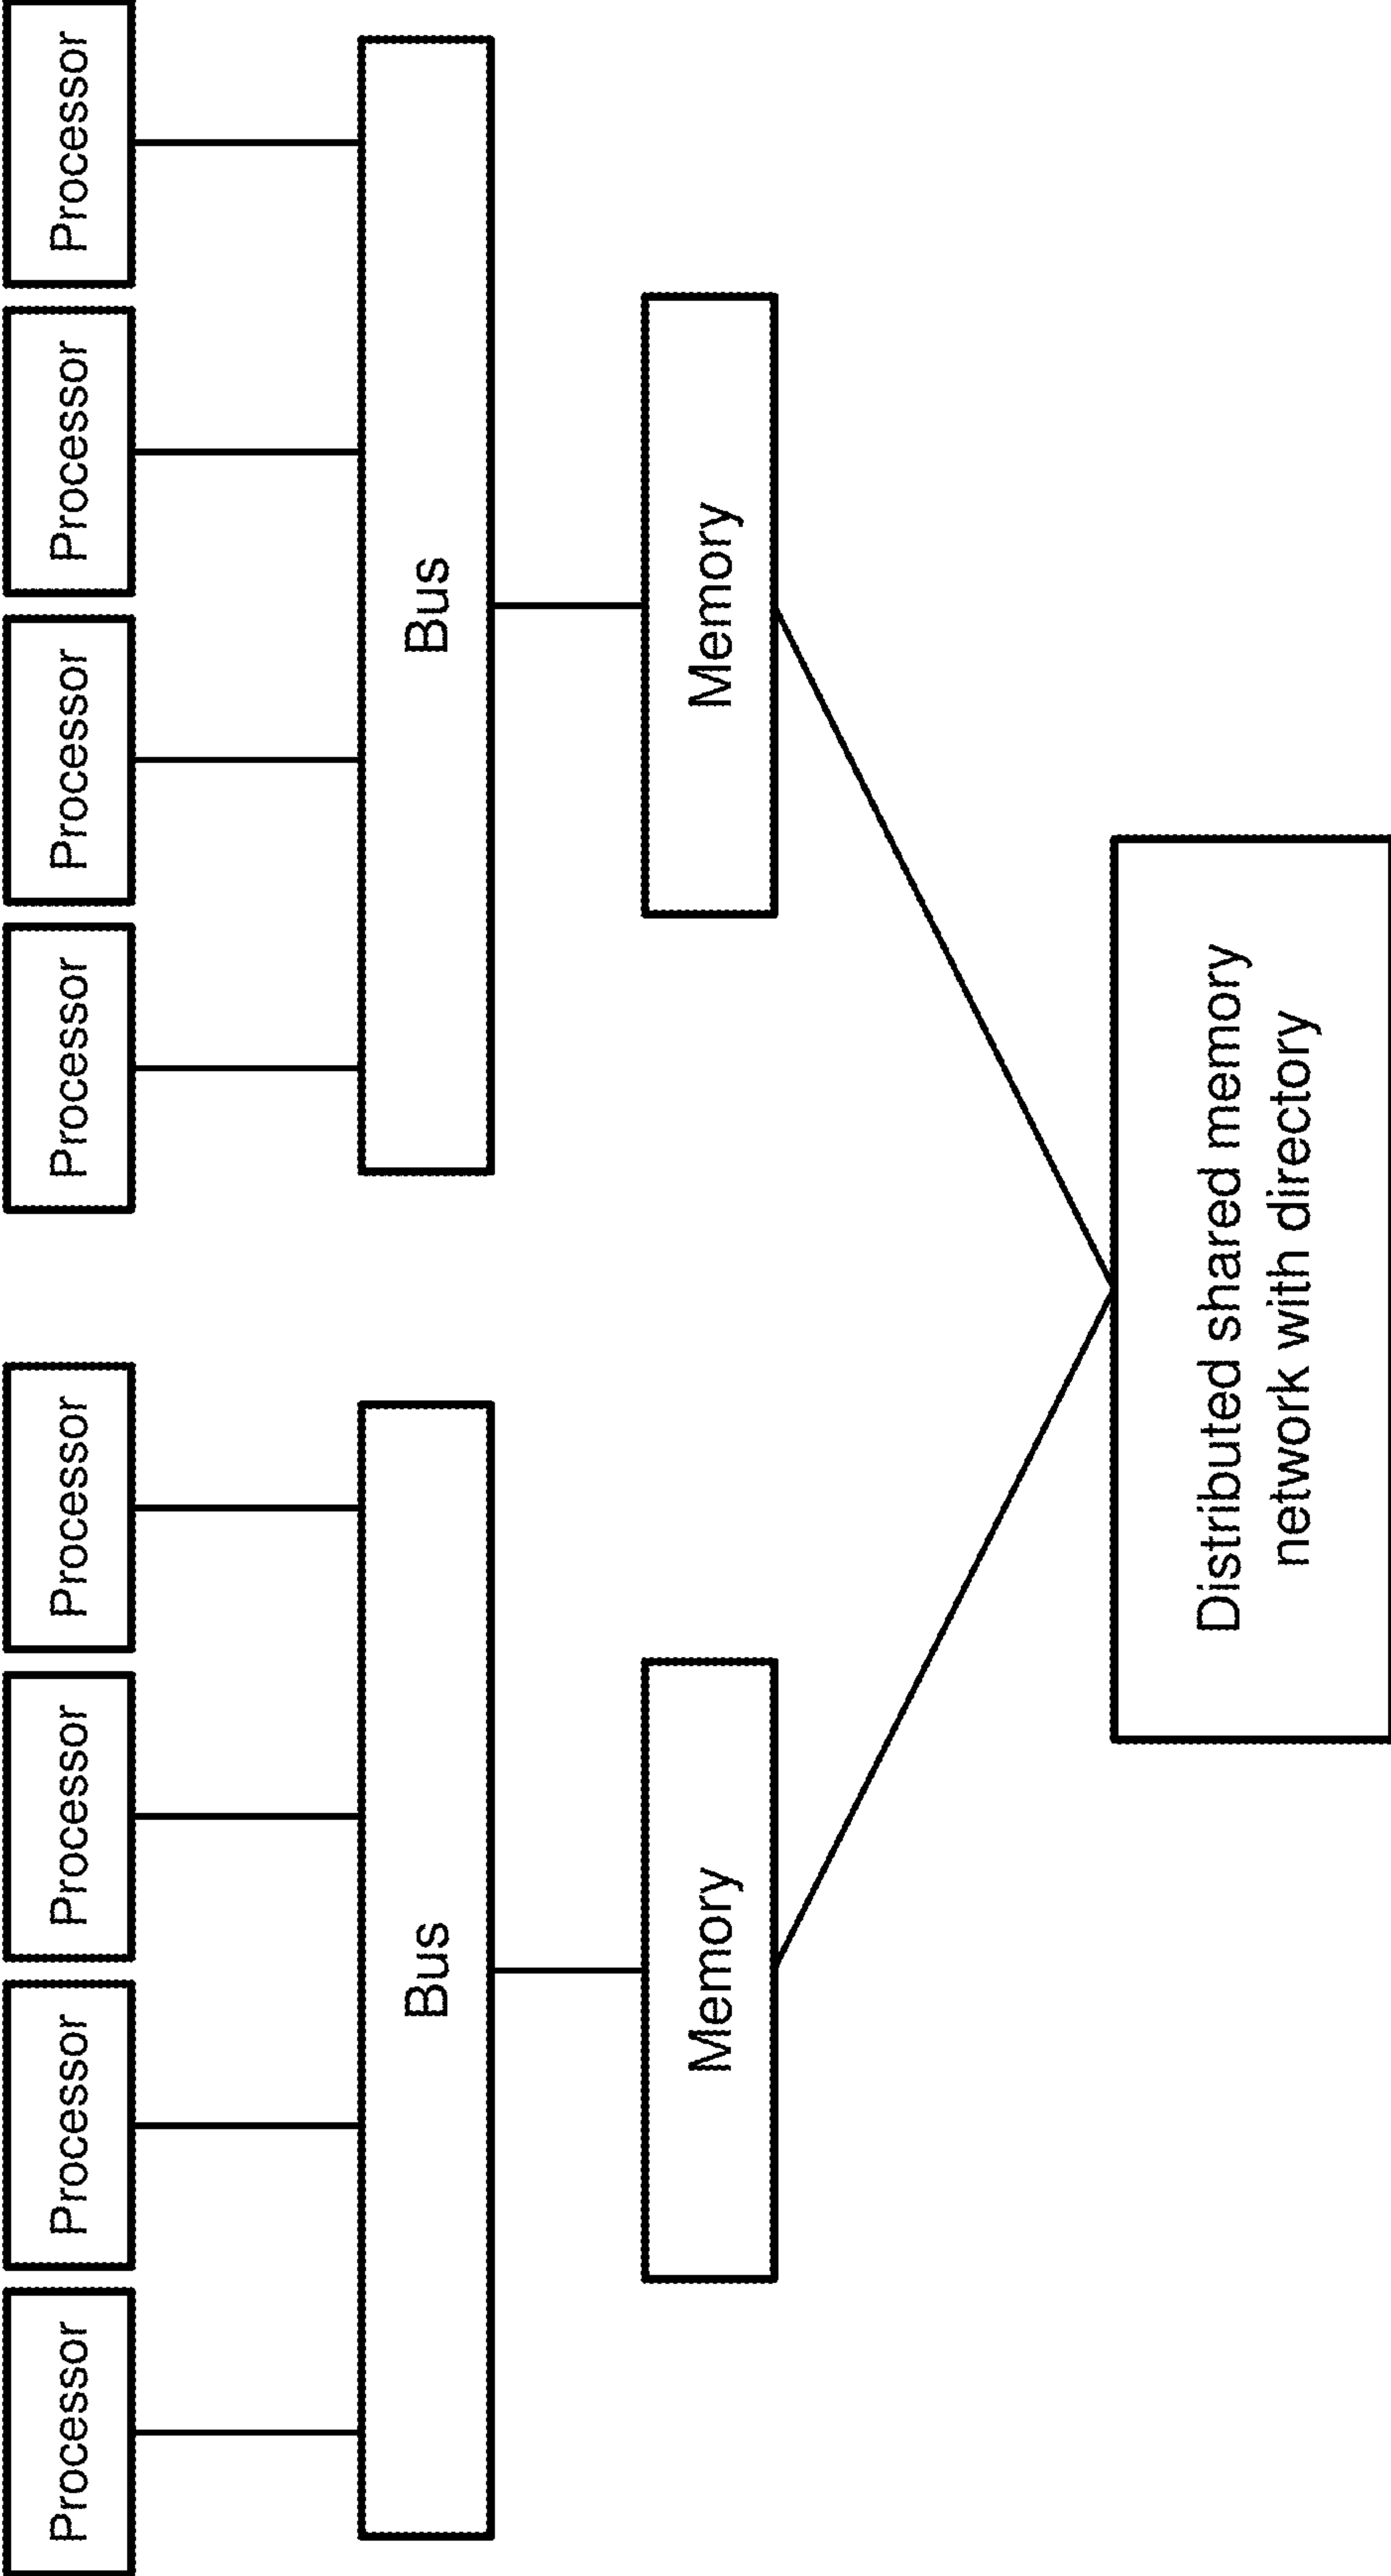 Processor
Processor
Processor
Processor
Processor
Processor
Processor
Processor
Bus
Bus
Memory
Memory
Distributed shared memory
network with directory